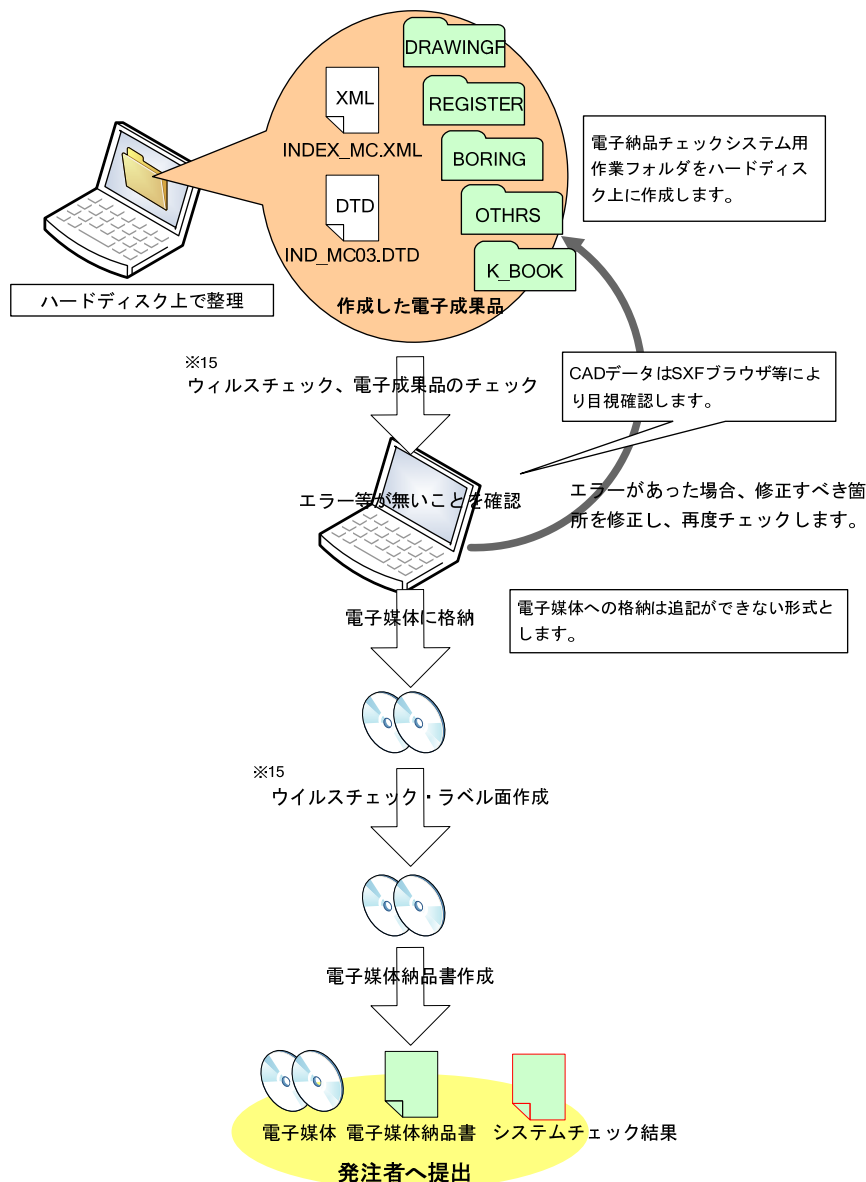 DRAWINGF
XML
REGISTER
INDEX_MC.XML
BORING
DTD
OTHRS
IND_MC03.DTD
K_BOOK
作成した電子成果品
電子納品チェックシステム用
作業フォルダをハードディス
ク上に作成します。
ハードディスク上で整理
※15
ウィルスチェック、電子成果品のチェック
CADデータはSXFブラウザ等によ
り目視確認します。
エラー等が無いことを確認
エラーがあった場合、修正すべき箇
所を修正し、再度チェックします。
電子媒体に格納
電子媒体への格納は追記ができない形式と
します。
※15
ウイルスチェック・ラベル面作成
電子媒体納品書作成
電子媒体 電子媒体納品書 システムチェック結果
発注者へ提出